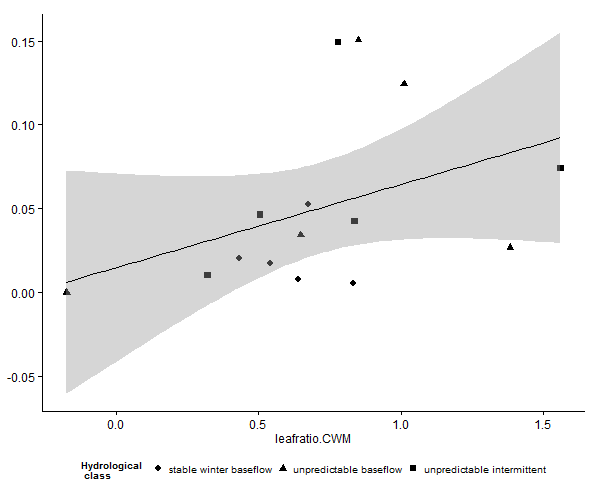 0.15
0.10
0.05
0.00
-0.05
0.0 0.5 1.0 1.5
leafratio.CWM
Hydrological
class
stable winter baseflow unpredictable baseflow unpredictable intermittent